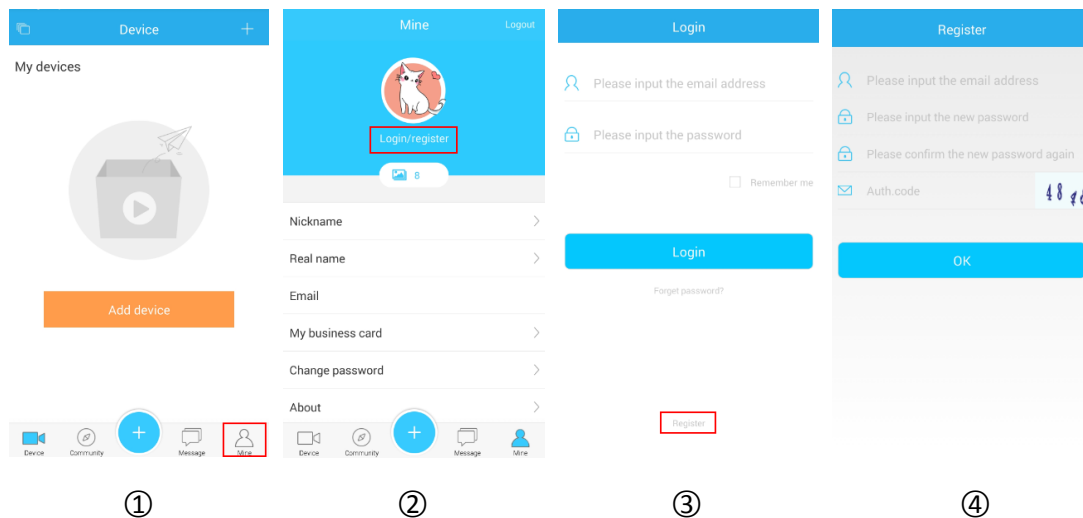 Device
My devices
Add device
Device
Community
Message
Mine
①
Mine
Logout
Login/register
8
Nickname
Real name
Email
My business card
Change password
About
Device
Community
Message
Mine
②
Login
Please input the email address
Please input the password
Remember me
Login
Forget password?
Register
③
Register
Please input the email address
Please input the new password
Please confirm the new password again
Auth.code
48
OK
④